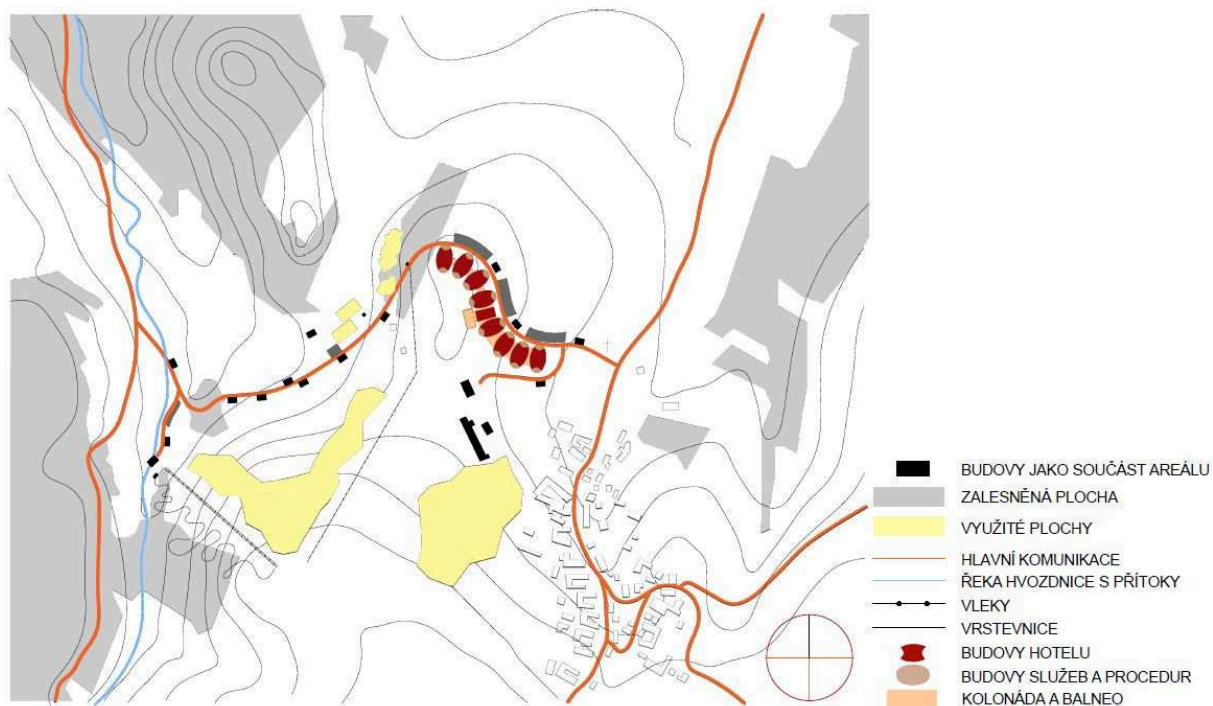 BUDOVY JAKO SOUČÁST AREÁLU
ZALESNĚNÁ PLOCHA
VYUŽITÉ PLOCHY
HLAVNÍ KOMUNIKACE
ŘEKA HVOZDNICE S PŘÍTOKY
VLEKY
VRSTEVNICE
BUDOVY HOTELU
BUDOVY SLUŽEB A PROCEDUR
KOLONÁDA A BALNEO